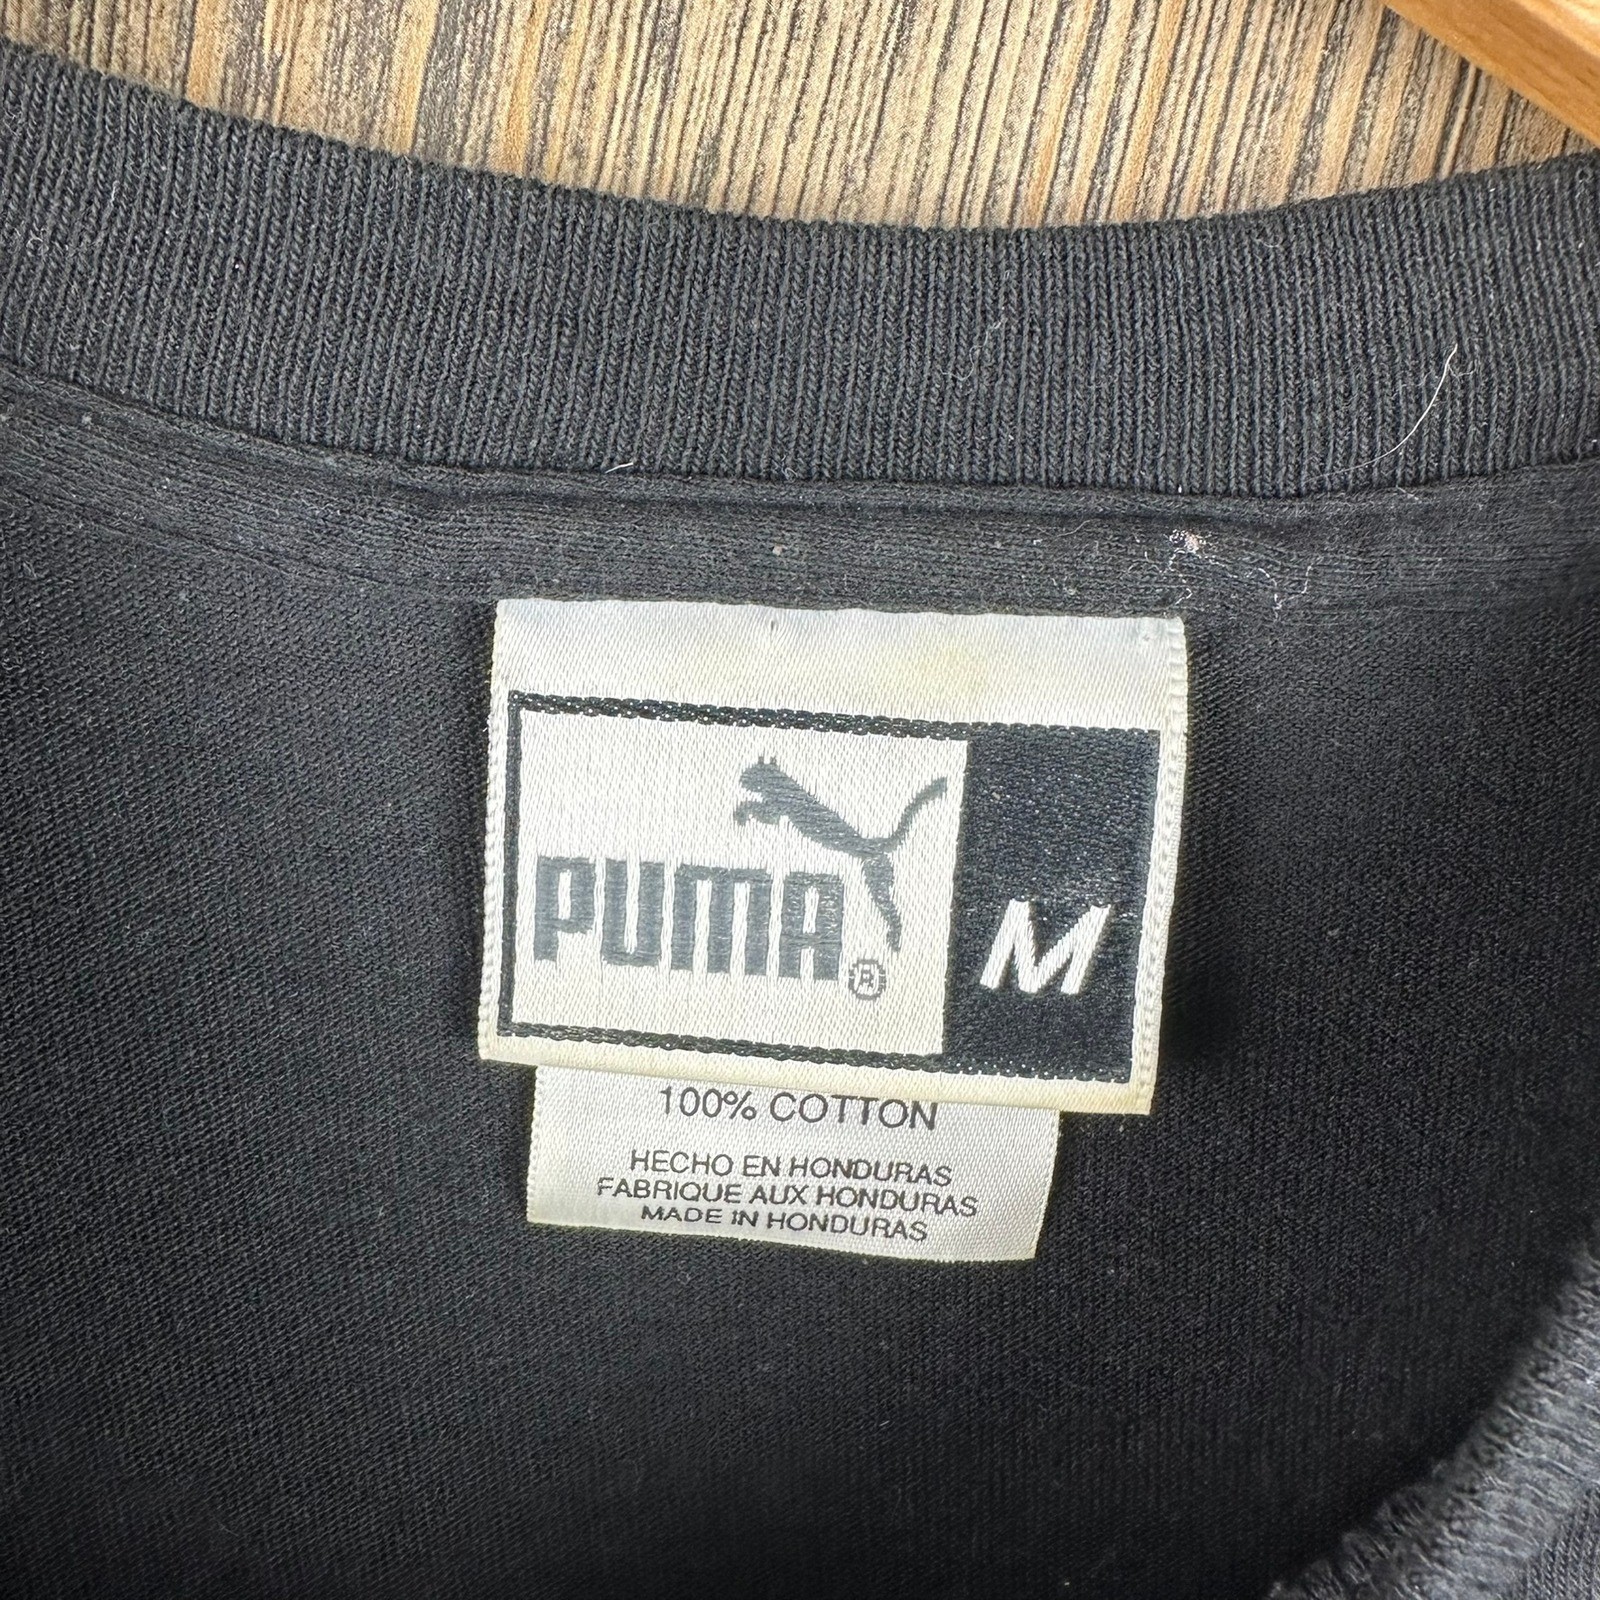 PUMA®
M
100% COTTON
HECHO EN HONDURAS
FABRIQUE AUX HONDURAS
MADE IN HONDURAS